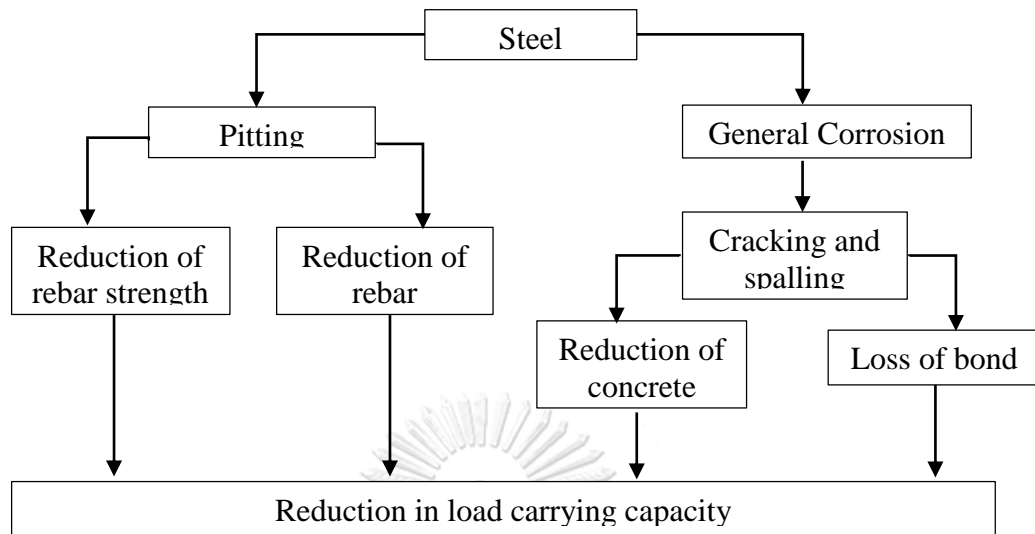 Steel
Pitting
General Corrosion
Reduction of
rebar strength
Reduction of
rebar
Cracking and
spalling
Reduction of
concrete
Loss of bond
Reduction in load carrying capacity